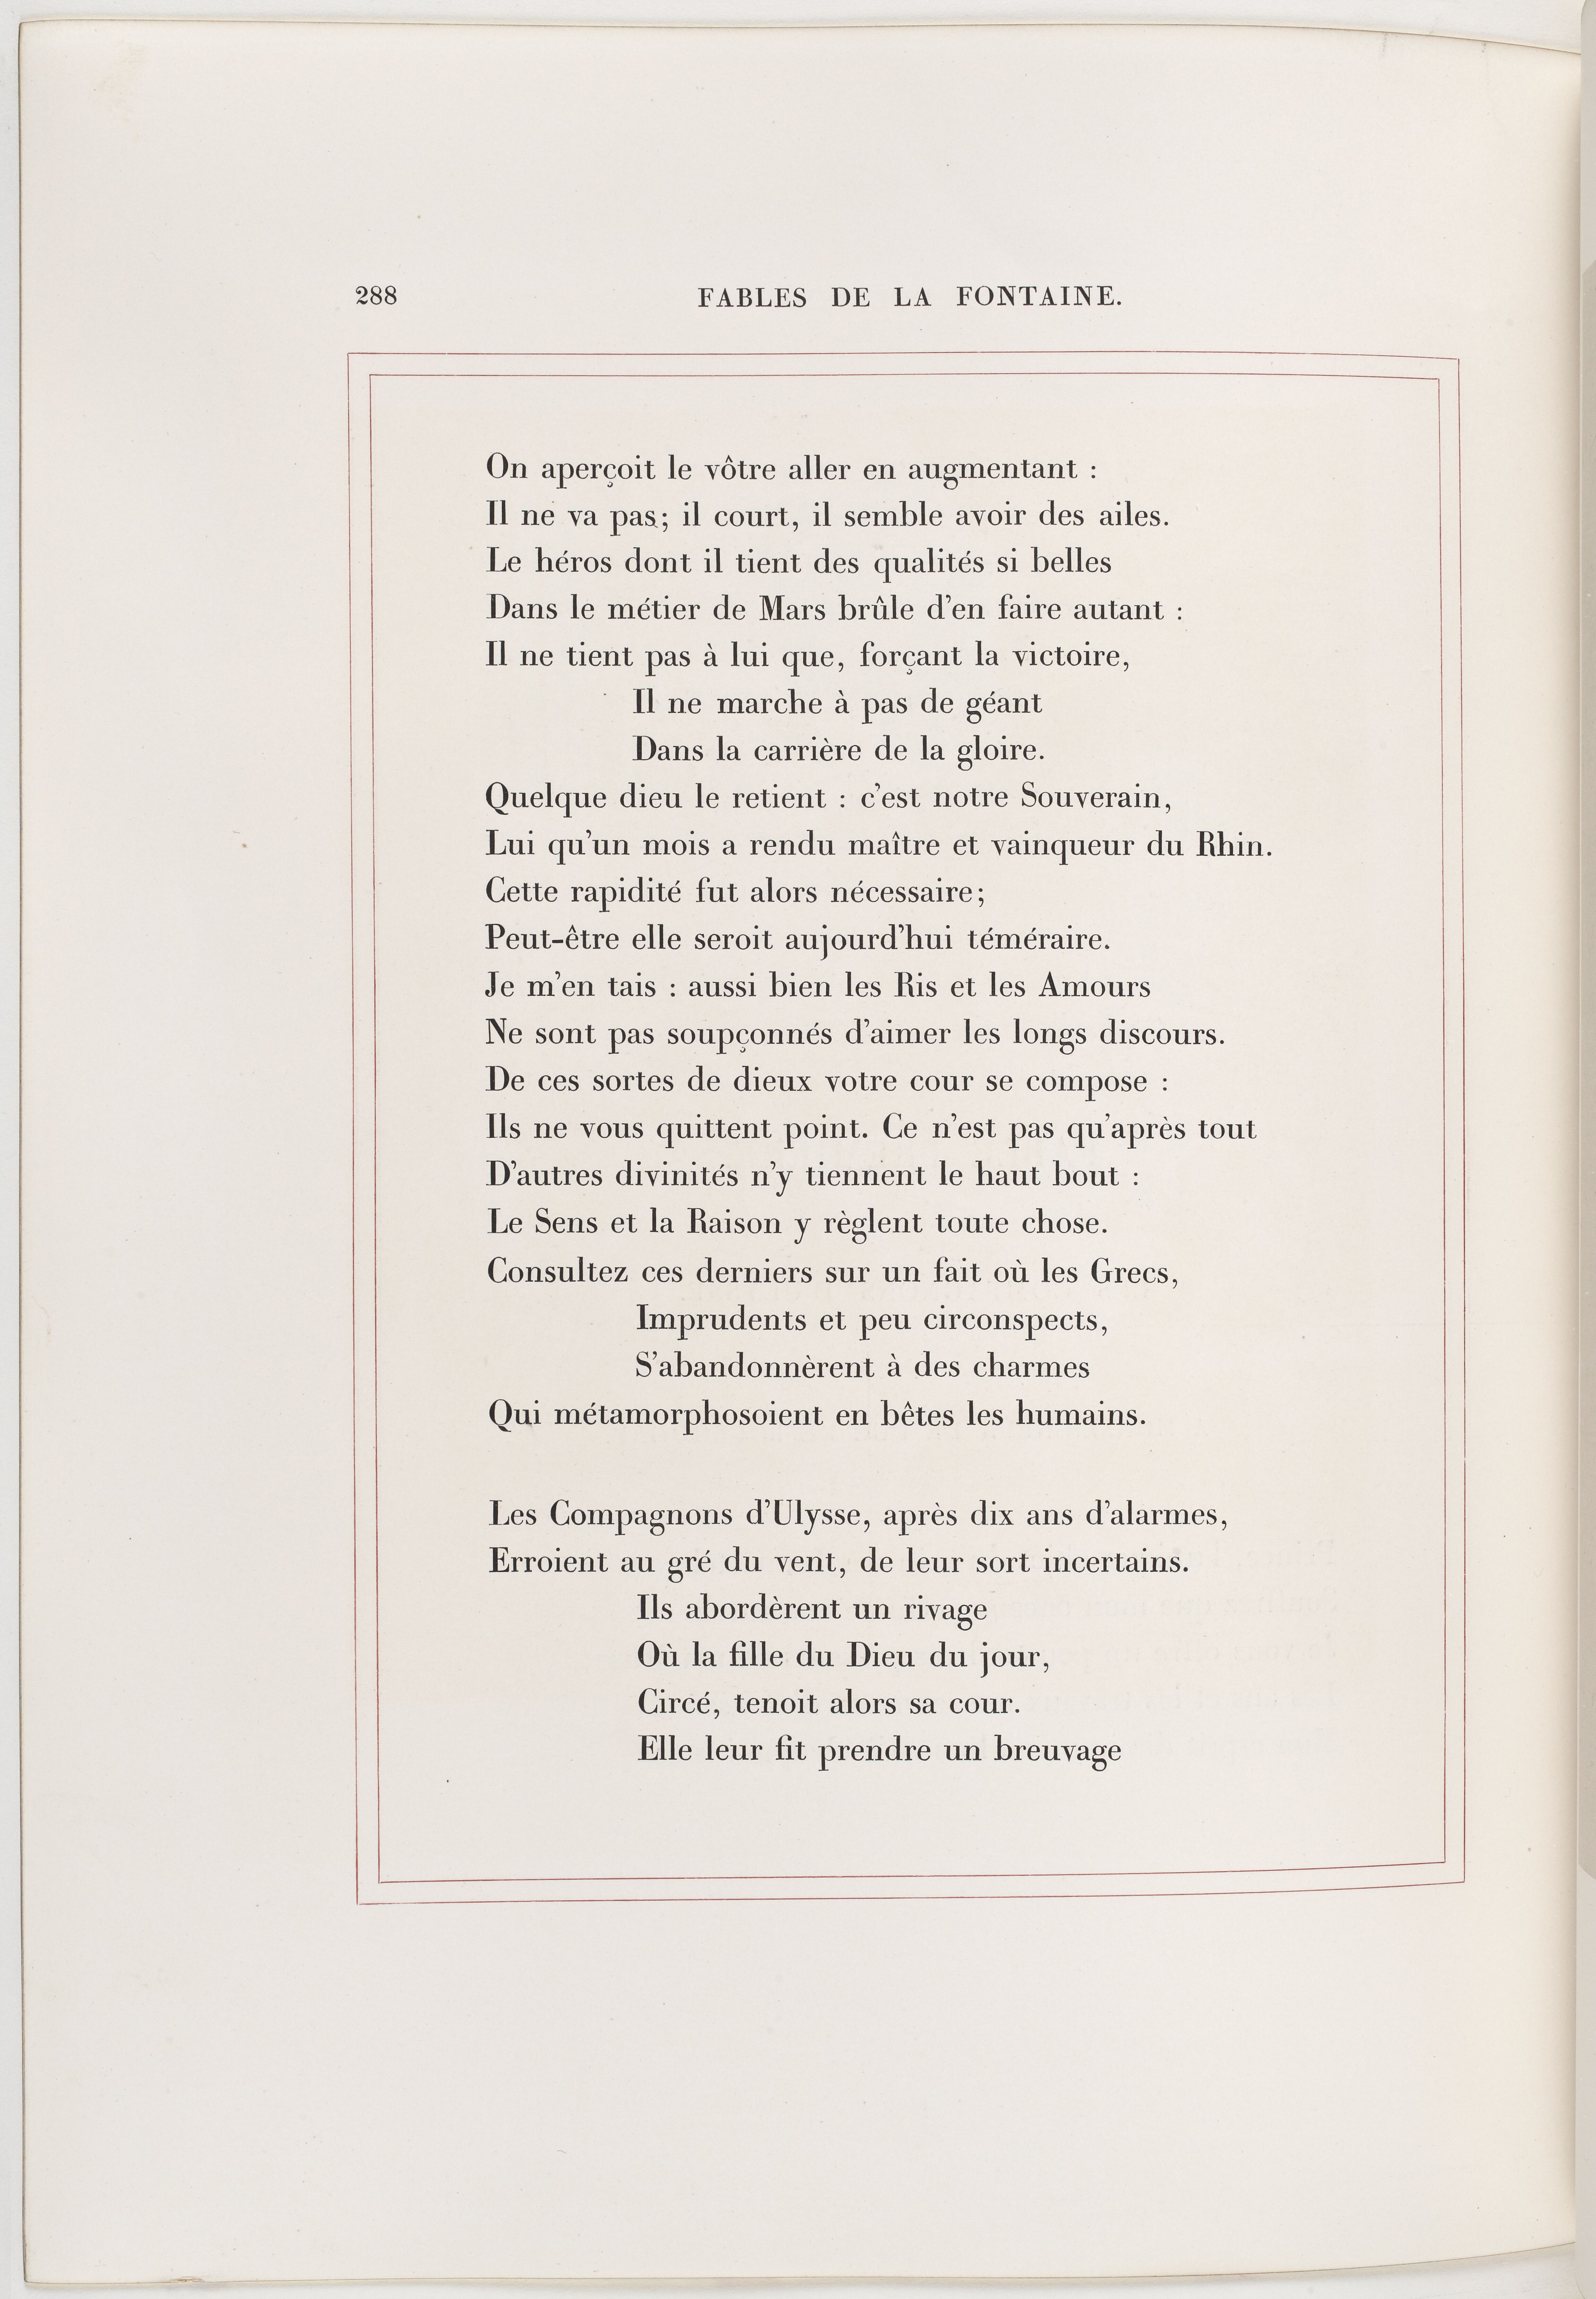 288 FABLES DE LA FONTAINE.
On aperçoit le vôtre aller en augmentant :
Il ne va pas; il court, il semble avoir des ailes.
Le héros dont il tient des qualités si belles
Dans le métier de Mars brûle d'en faire autant :
Il ne tient pas à lui que, forçant la victoire,
Il ne marche à pas de géant
Dans la carrière de la gloire.
Quelque dieu le retient : c'est notre Souverain,
Lui qu'un mois a rendu maître et vainqueur du Rhin.
Cette rapidité fut alors nécessaire;
Peut-être elle seroit aujourd'hui téméraire.
Je m'en tais : aussi bien les Ris et les Amours
Ne sont pas soupçonnés d'aimer les longs discours.
De ces sortes de dieux votre cour se compose :
Ils ne vous quittent point. Ce n'est pas qu'après tout
D'autres divinités n'y tiennent le haut bout :
Le Sens et la Raison y règlent toute chose.
Consultez ces derniers sur un fait où les Grecs,
Imprudents et peu circonspects,
S'abandonnèrent à des charmes
Qui métamorphosoient en bêtes les humains.
Les Compagnons d'Ulysse, après dix ans d'alarmes,
Erroient au gré du vent, de leur sort incertains.
Ils abordèrent un rivage
Où la fille du Dieu du jour,
Circé, tenoit alors sa cour.
Elle leur fit prendre un breuvage